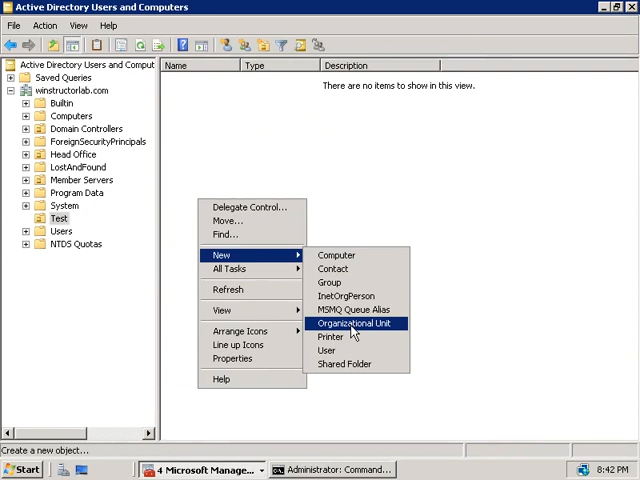 Active Directory Users and Computers
File Action View Help
Active Directory Users and Comput
Saved Queries
winstructorlab.com
Builtin
Computers
Domain Controllers
ForeignSecurityPrincipals
Head Office
LostAndFound
Member Servers
Program Data
System
Test
Users
NTDS Quotas
Name Type Description
There are no items to show in this view.
Delegate Control...
Move...
Find...
New
All Tasks
Refresh
View
Arrange Icons
Line up Icons
Properties
Help
Computer
Contact
Group
InetOrgPerson
MSMQ Queue Alias
Organizational Unit
Printer
User
Shared Folder
Create a new object...
Start 4 Microsoft Manage... Administrator: Command... 8:42 PM